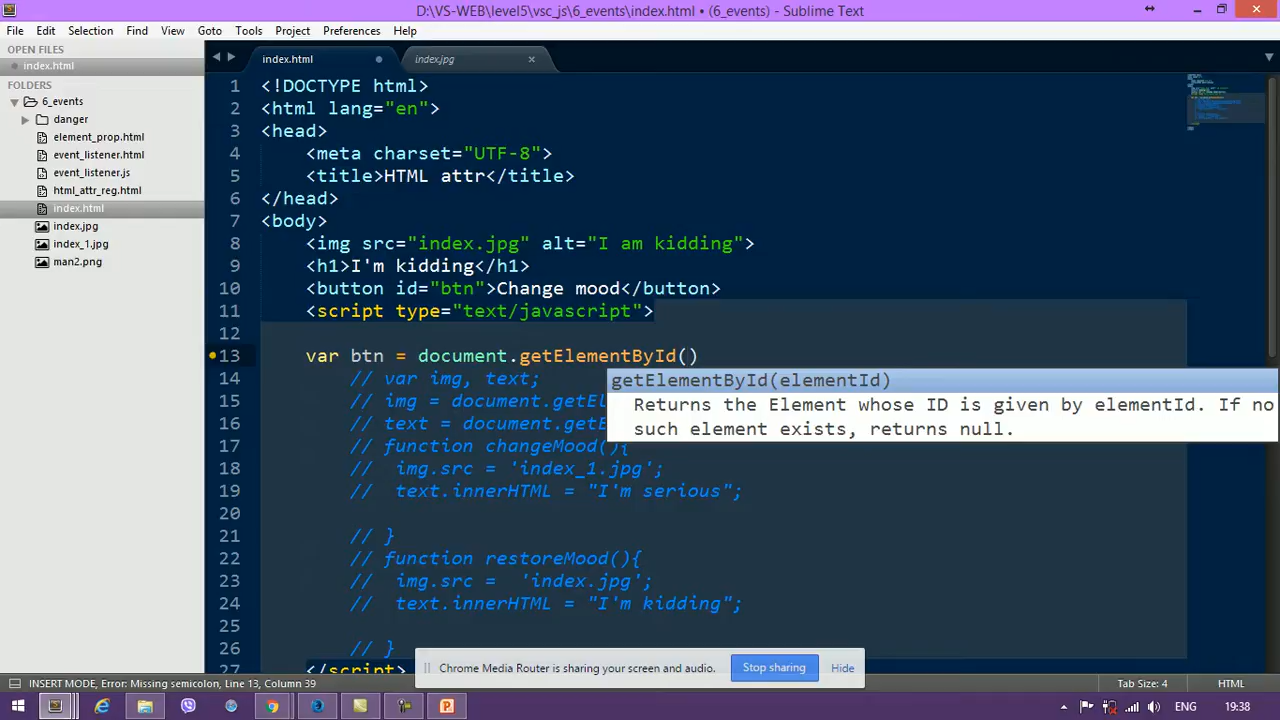 D:\VS-WEB\level5\vsc_js\6_events\index.html • (6_events) - Sublime Text
File Edit Selection Find View Goto Tools Project Preferences Help
OPEN FILES
index.html
FOLDERS
6_events
danger
element_prop.html
event_listener.html
event_listener.js
html_attr_reg.html
index.html
index.jpg
index_1.jpg
man2.png
index.html
index.jpg
1 <!DOCTYPE html>
2 <html lang="en">
3 <head>
4 <meta charset="UTF-8">
5 <title>HTML attr</title>
6 </head>
7 <body>
8 <img src="index.jpg" alt="I am kidding">
9 <h1>I'm kidding</h1>
10 <button id="btn">Change mood</button>
11 <script type="text/javascript">
12
13 var btn = document.getElementById()
14 // var img, text;
15 // img = document.getEl
16 // text = document.getE
17 // function changeMood(){
18 // img.src = 'index_1.jpg';
19 // text.innerHTML = "I'm serious";
20
21 // }
22 // function restoreMood(){
23 // img.src = 'index.jpg';
24 // text.innerHTML = "I'm kidding";
25
26 // }
27 </script>
getElementById(elementId)
Returns the Element whose ID is given by elementId. If no
such element exists, returns null.
Chrome Media Router is sharing your screen and audio. Stop sharing Hide
INSERT MODE, Error: Missing semicolon, Line 13, Column 39 Tab Size: 4 HTML
ENG 19:38